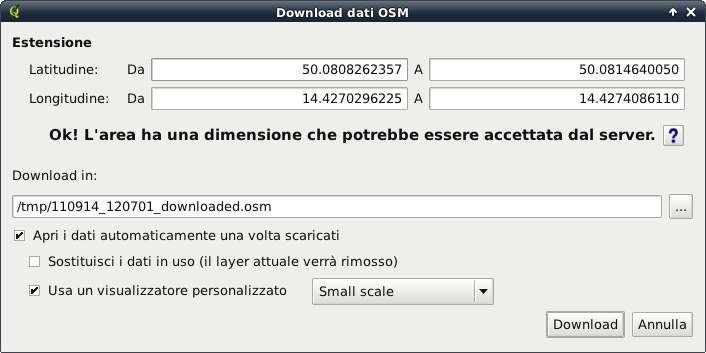 Download dati OSM
Estensione
Latitudine: Da 50.0808262357 A 50.0814640050
Longitudine: Da 14.4270296225 A 14.4274086110
Ok! L'area ha una dimensione che potrebbe essere accettata dal server. ?
Download in:
/tmp/110914_120701_downloaded.osm ...
Apri i dati automaticamente una volta scaricati
Sostituisci i dati in uso (il layer attuale verrà rimosso)
Usa un visualizzatore personalizzato Small scale
Download Annulla